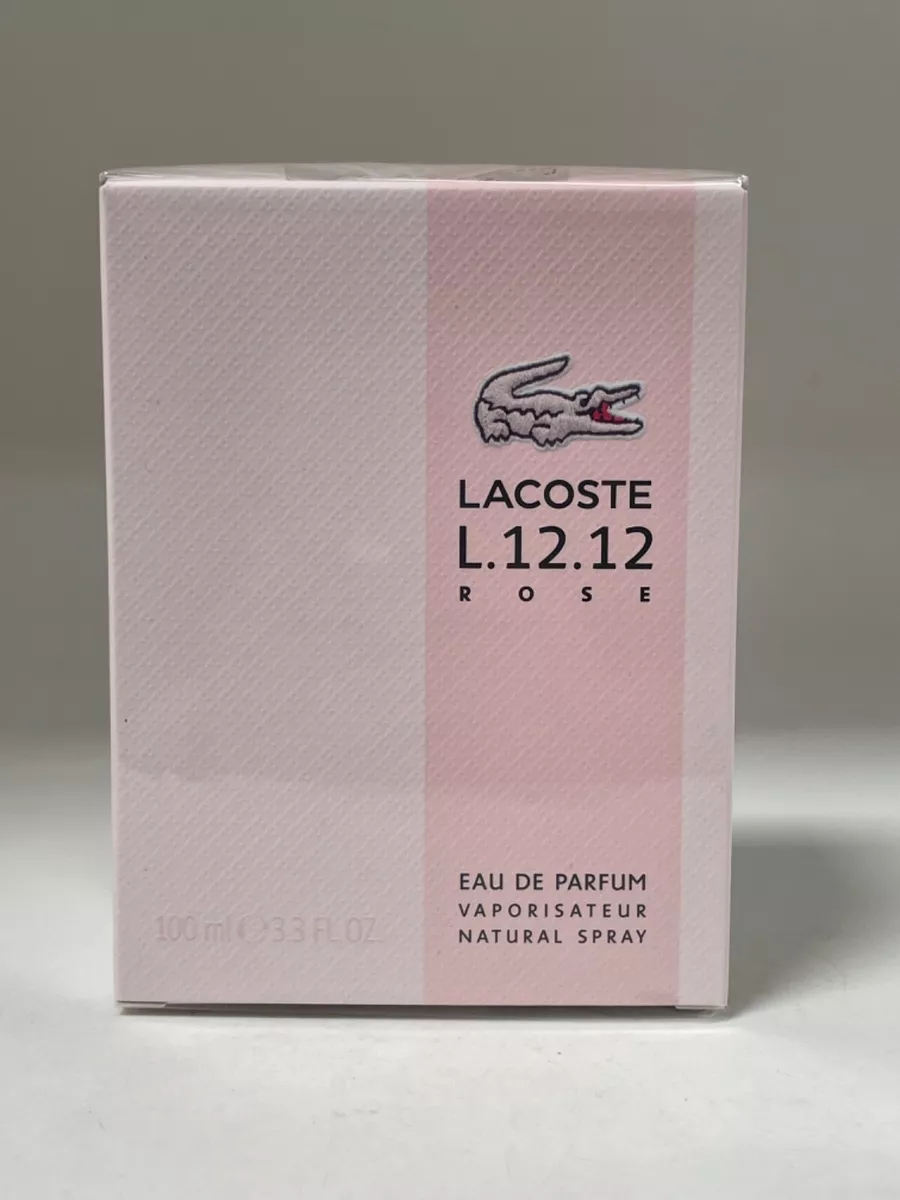 LACOSTE
L.12.12
ROSE
EAU DE PARFUM
VAPORISATEUR
NATURAL SPRAY
100 ml ℮ 3.3 FL.OZ.